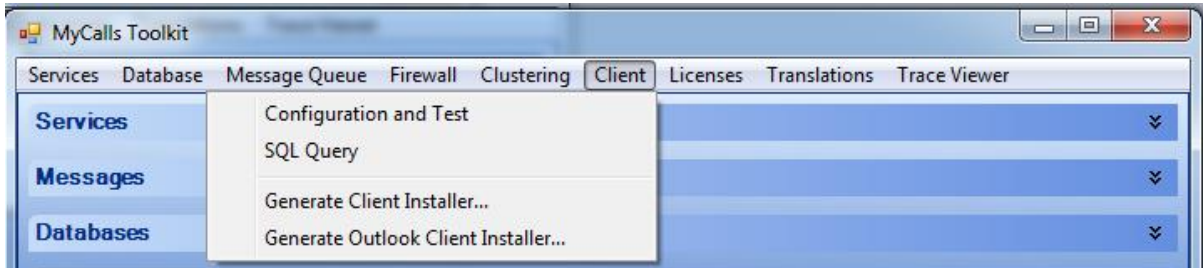 MyCalls Toolkit
Services Database Message Queue Firewall Clustering Client Licenses Translations Trace Viewer
Configuration and Test
SQL Query
Generate Client Installer...
Generate Outlook Client Installer...
Services
Messages
Databases